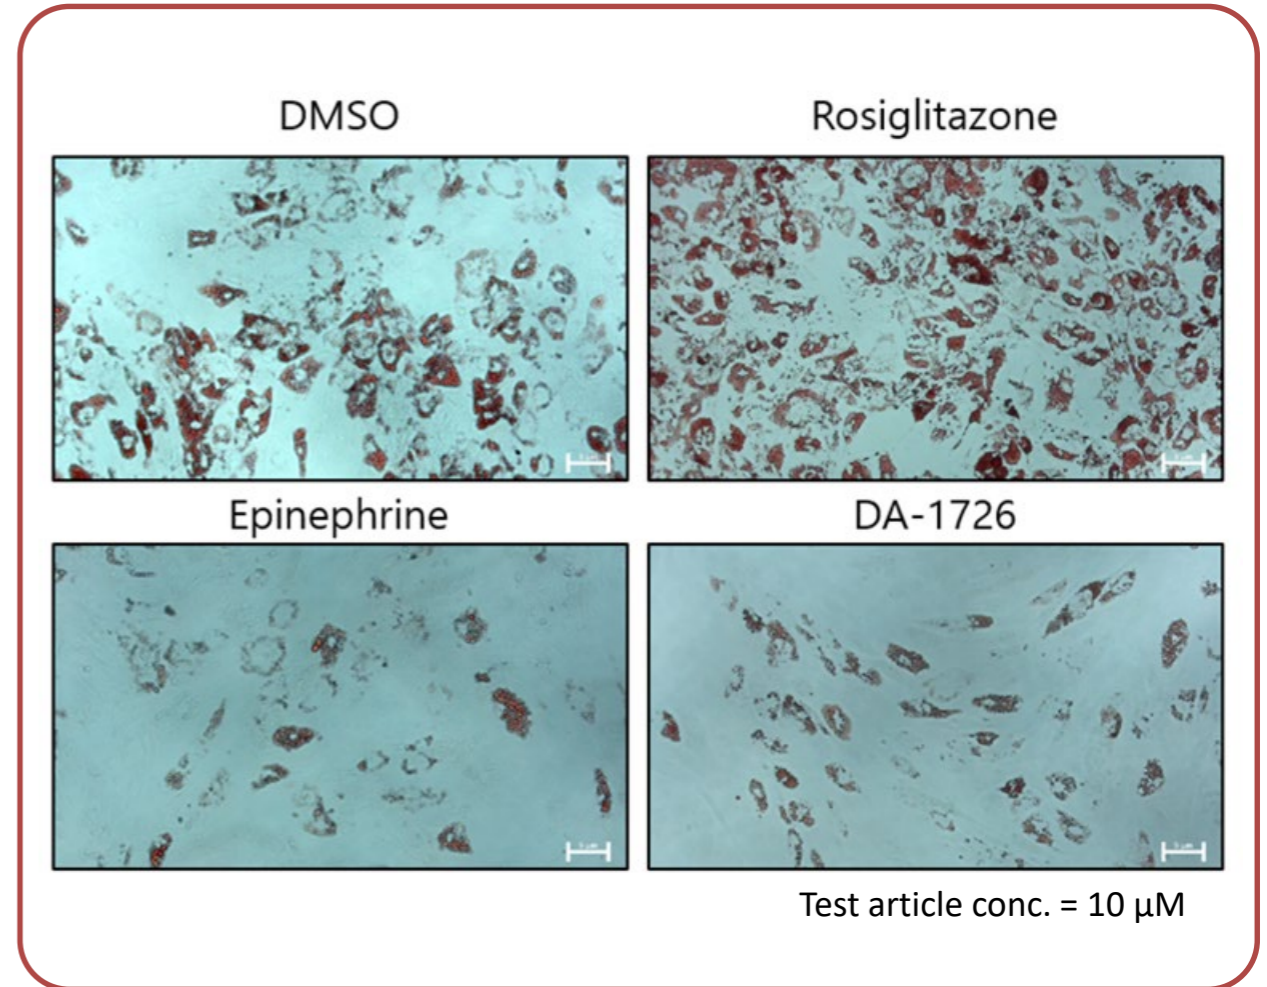 DMSO
Rosiglitazone
Epinephrine
DA-1726
Test article conc. = 10 µM